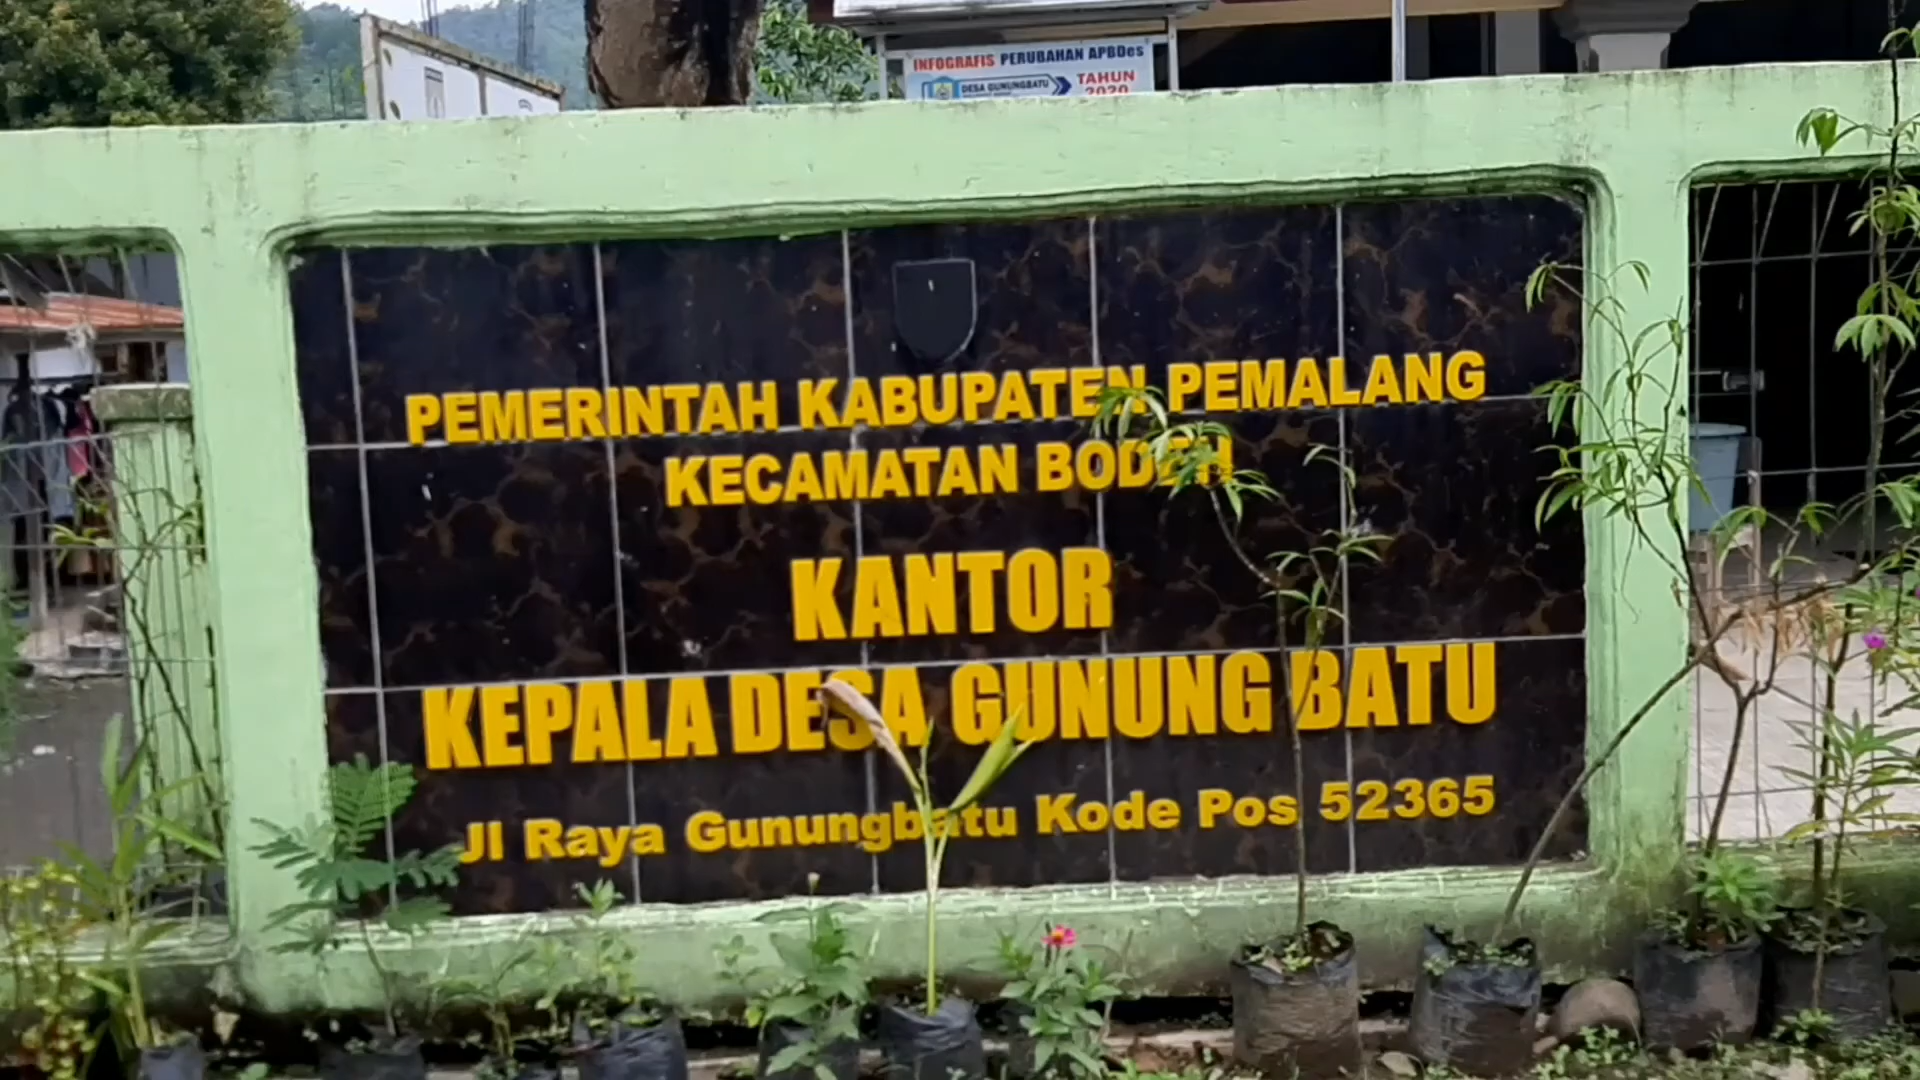 INFOGRAFIS PERUBAHAN APBDes
DESA GUNUNGBATU
TAHUN
2020
PEMERINTAH KABUPATEN PEMALANG
KECAMATAN BODEH
KANTOR
KEPALA DESA GUNUNG BATU
Jl Raya Gunungbatu Kode Pos 52365